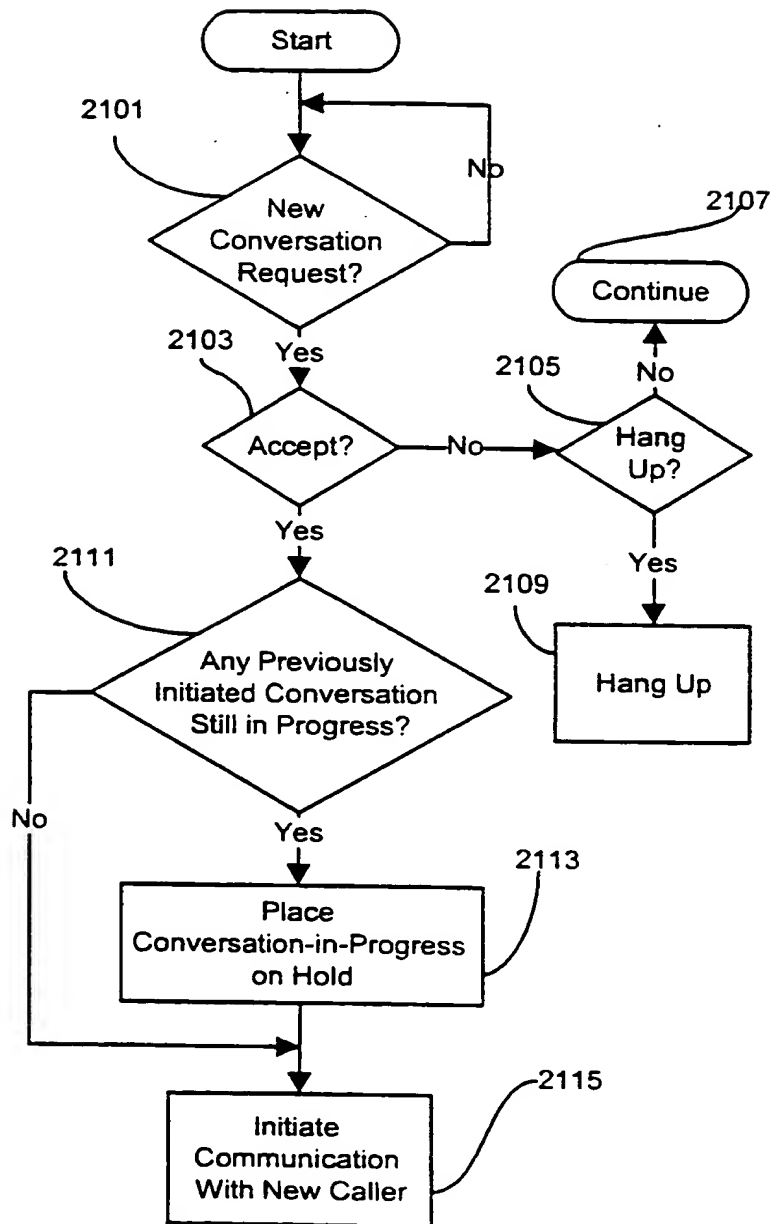 Start
2101
No
New
Conversation
Request?
2107
Continue
Yes
2103
2105
No
Accept?
No
Hang
Up?
Yes
Yes
2111
2109
Any Previously
Initiated Conversation
Still in Progress?
Hang Up
No
Yes
2113
Place
Conversation-in-Progress
on Hold
2115
Initiate
Communication
With New Caller